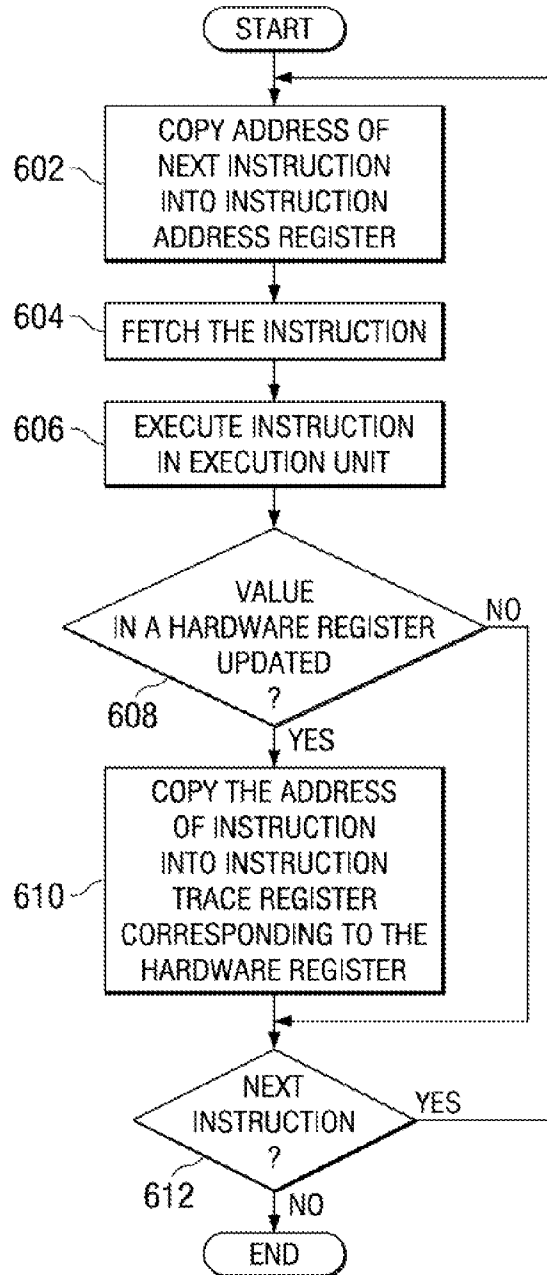 START
602
COPY ADDRESS OF
NEXT INSTRUCTION
INTO INSTRUCTION
ADDRESS REGISTER
604
FETCH THE INSTRUCTION
606
EXECUTE INSTRUCTION
IN EXECUTION UNIT
VALUE
IN A HARDWARE REGISTER
UPDATED
?
608
NO
YES
610
COPY THE ADDRESS
OF INSTRUCTION
INTO INSTRUCTION
TRACE REGISTER
CORRESPONDING TO THE
HARDWARE REGISTER
NEXT
INSTRUCTION
?
612
YES
NO
END